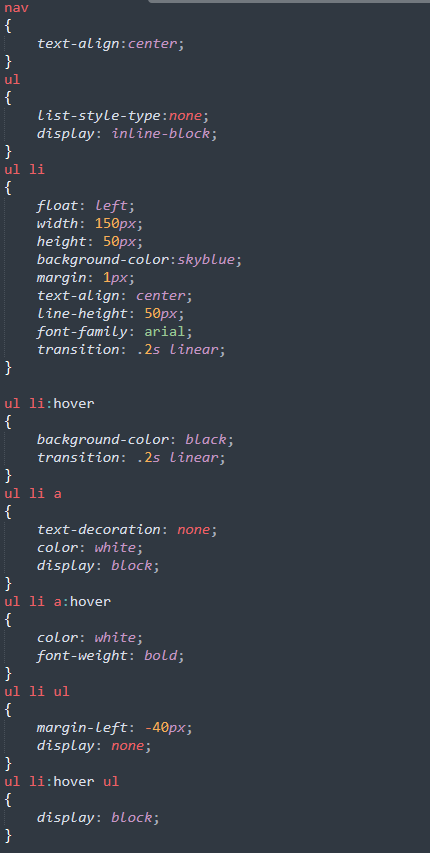 nav
{
    text-align:center;
}
ul
{
    list-style-type:none;
    display: inline-block;
}
ul li
{
    float: left;
    width: 150px;
    height: 50px;
    background-color:skyblue;
    margin: 1px;
    text-align: center;
    line-height: 50px;
    font-family: arial;
    transition: .2s linear;
}

ul li:hover
{
    background-color: black;
    transition: .2s linear;
}
ul li a
{
    text-decoration: none;
    color: white;
    display: block;
}
ul li a:hover
{
    color: white;
    font-weight: bold;
}
ul li ul
{
    margin-left: -40px;
    display: none;
}
ul li:hover ul
{
    display: block;
}